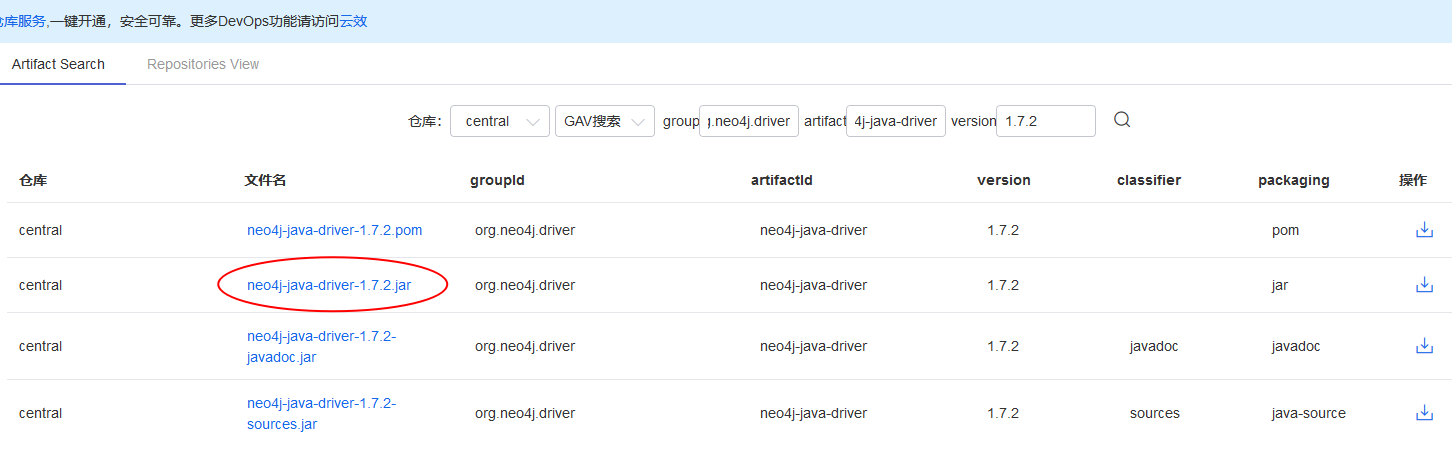 仓库服务,一键开通，安全可靠。更多DevOps功能请访问云效
Artifact Search Repositories View
仓库: central GAV搜索 group g.neo4j.driver artifact 4j-java-driver version 1.7.2
仓库 文件名 groupId artifactId version classifier packaging 操作
central neo4j-java-driver-1.7.2.pom org.neo4j.driver neo4j-java-driver 1.7.2 pom
central neo4j-java-driver-1.7.2.jar org.neo4j.driver neo4j-java-driver 1.7.2 jar
central neo4j-java-driver-1.7.2-
javadoc.jar org.neo4j.driver neo4j-java-driver 1.7.2 javadoc javadoc
central neo4j-java-driver-1.7.2-
sources.jar org.neo4j.driver neo4j-java-driver 1.7.2 sources java-source